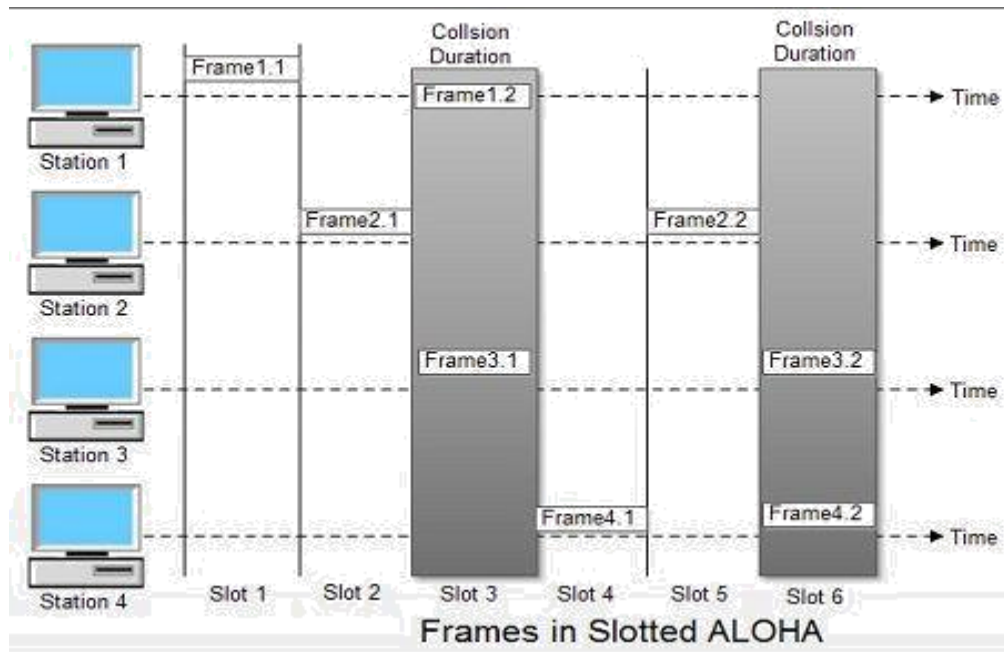 Collsion
Duration
Collsion
Duration
Frame1.1
Frame1.2
Time
Station 1
Frame2.1
Frame2.2
Time
Station 2
Frame3.1
Frame3.2
Time
Station 3
Frame4.1
Frame4.2
Time
Station 4
Slot 1
Slot 2
Slot 3
Slot 4
Slot 5
Slot 6
Frames in Slotted ALOHA